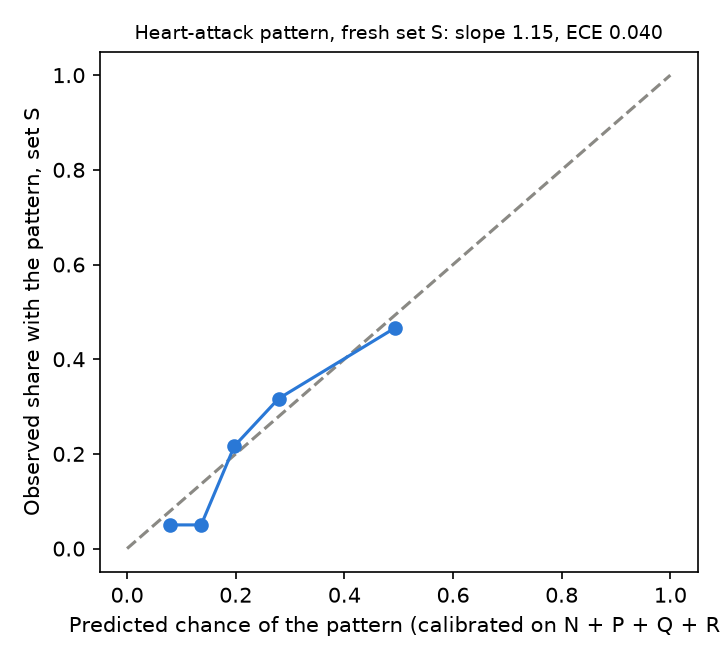 Heart-attack pattern, fresh set S: slope 1.15, ECE 0.040
Observed share with the pattern, set S
1.0
0.8
0.6
0.4
0.2
0.0
0.0 0.2 0.4 0.6 0.8 1.0
Predicted chance of the pattern (calibrated on N + P + Q + R